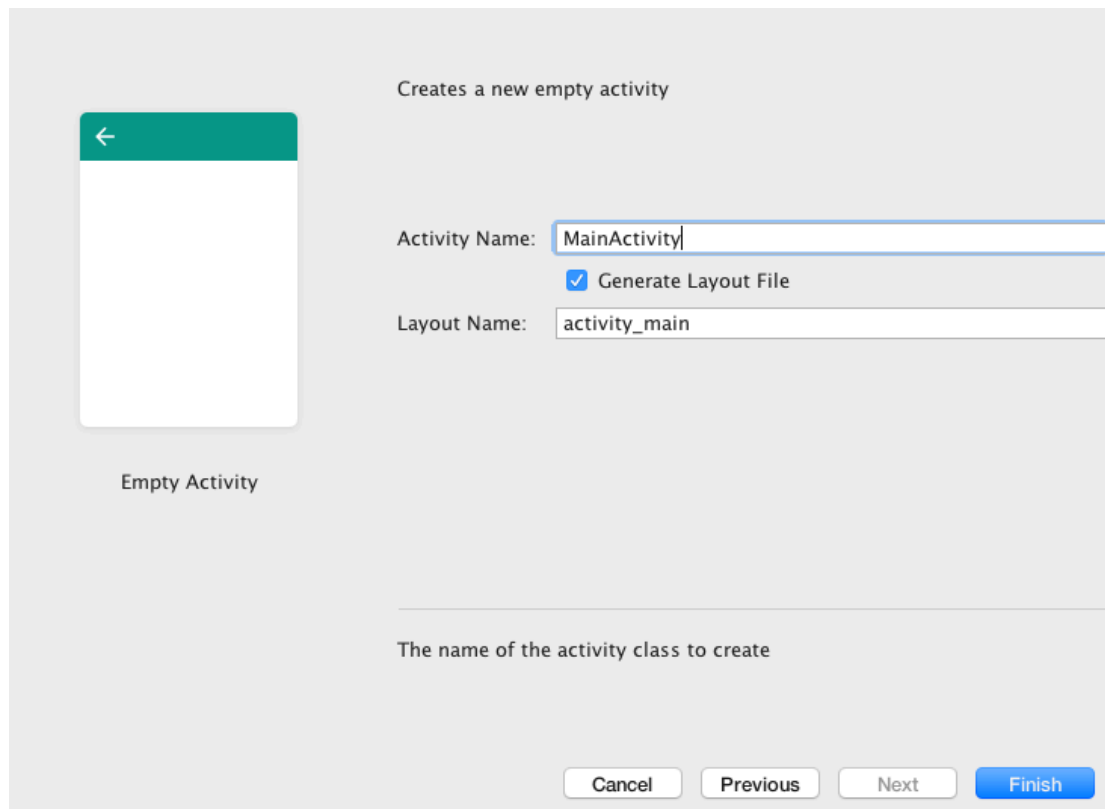 Creates a new empty activity
Activity Name: MainActivity
Generate Layout File
Layout Name: activity_main
Empty Activity
The name of the activity class to create
Cancel Previous Next Finish